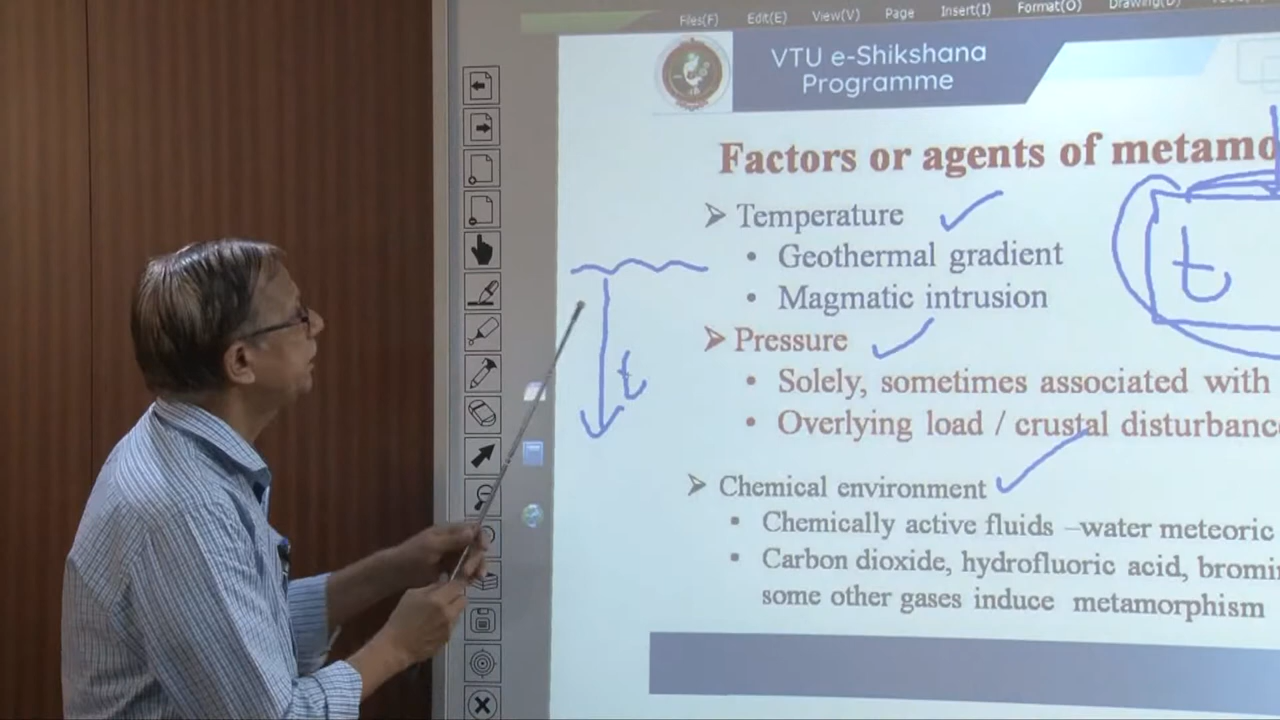 Files(F) Edit(E) View(V) Page Insert(I) Format(O) Drawing(D)
VTU e-Shikshana
Programme
Factors or agents of metamo
➢ Temperature ✓
• Geothermal gradient
• Magmatic intrusion
➢ Pressure ✓
• Solely, sometimes associated with
• Overlying load / crustal disturbanc
➢ Chemical environment ✓
▪ Chemically active fluids –water meteoric
▪ Carbon dioxide, hydrofluoric acid, bromin
some other gases induce metamorphism
t
t